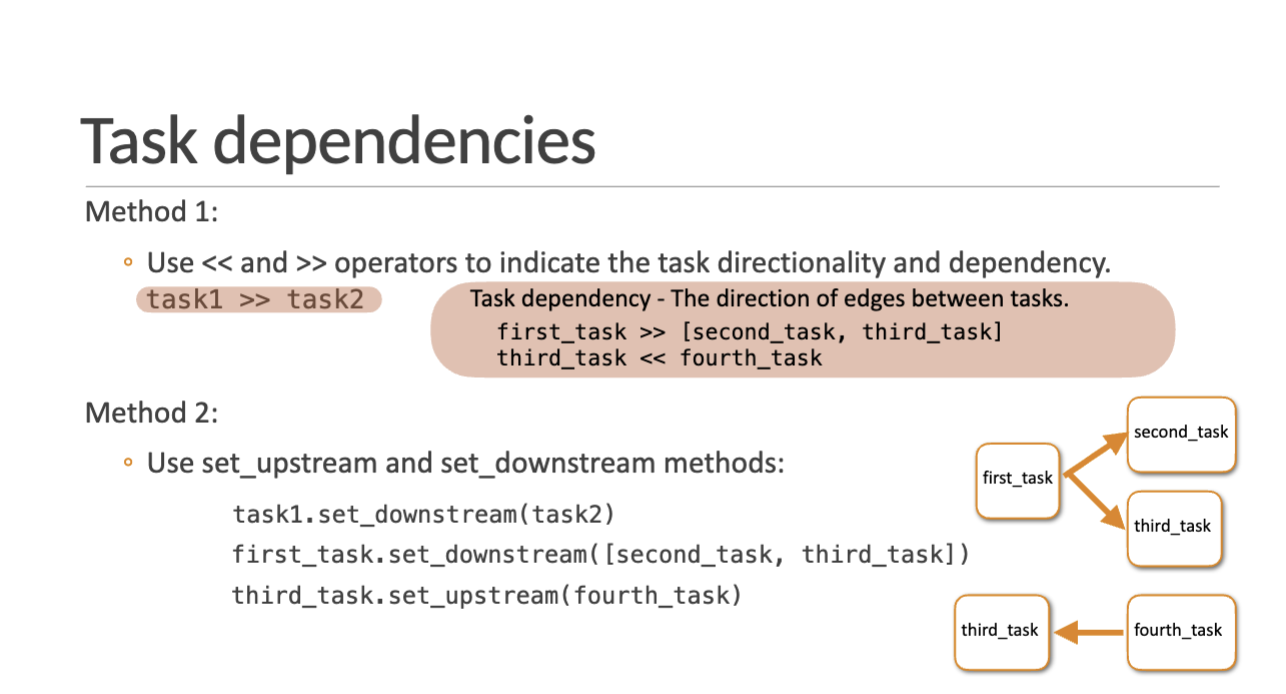 Task dependencies
Method 1:
Use << and >> operators to indicate the task directionality and dependency.
task1 >> task2
Task dependency - The direction of edges between tasks.
first_task >> [second_task, third_task]
third_task << fourth_task
Method 2:
Use set_upstream and set_downstream methods:
task1.set_downstream(task2)
first_task.set_downstream([second_task, third_task])
third_task.set_upstream(fourth_task)
first_task
second_task
third_task
third_task
fourth_task